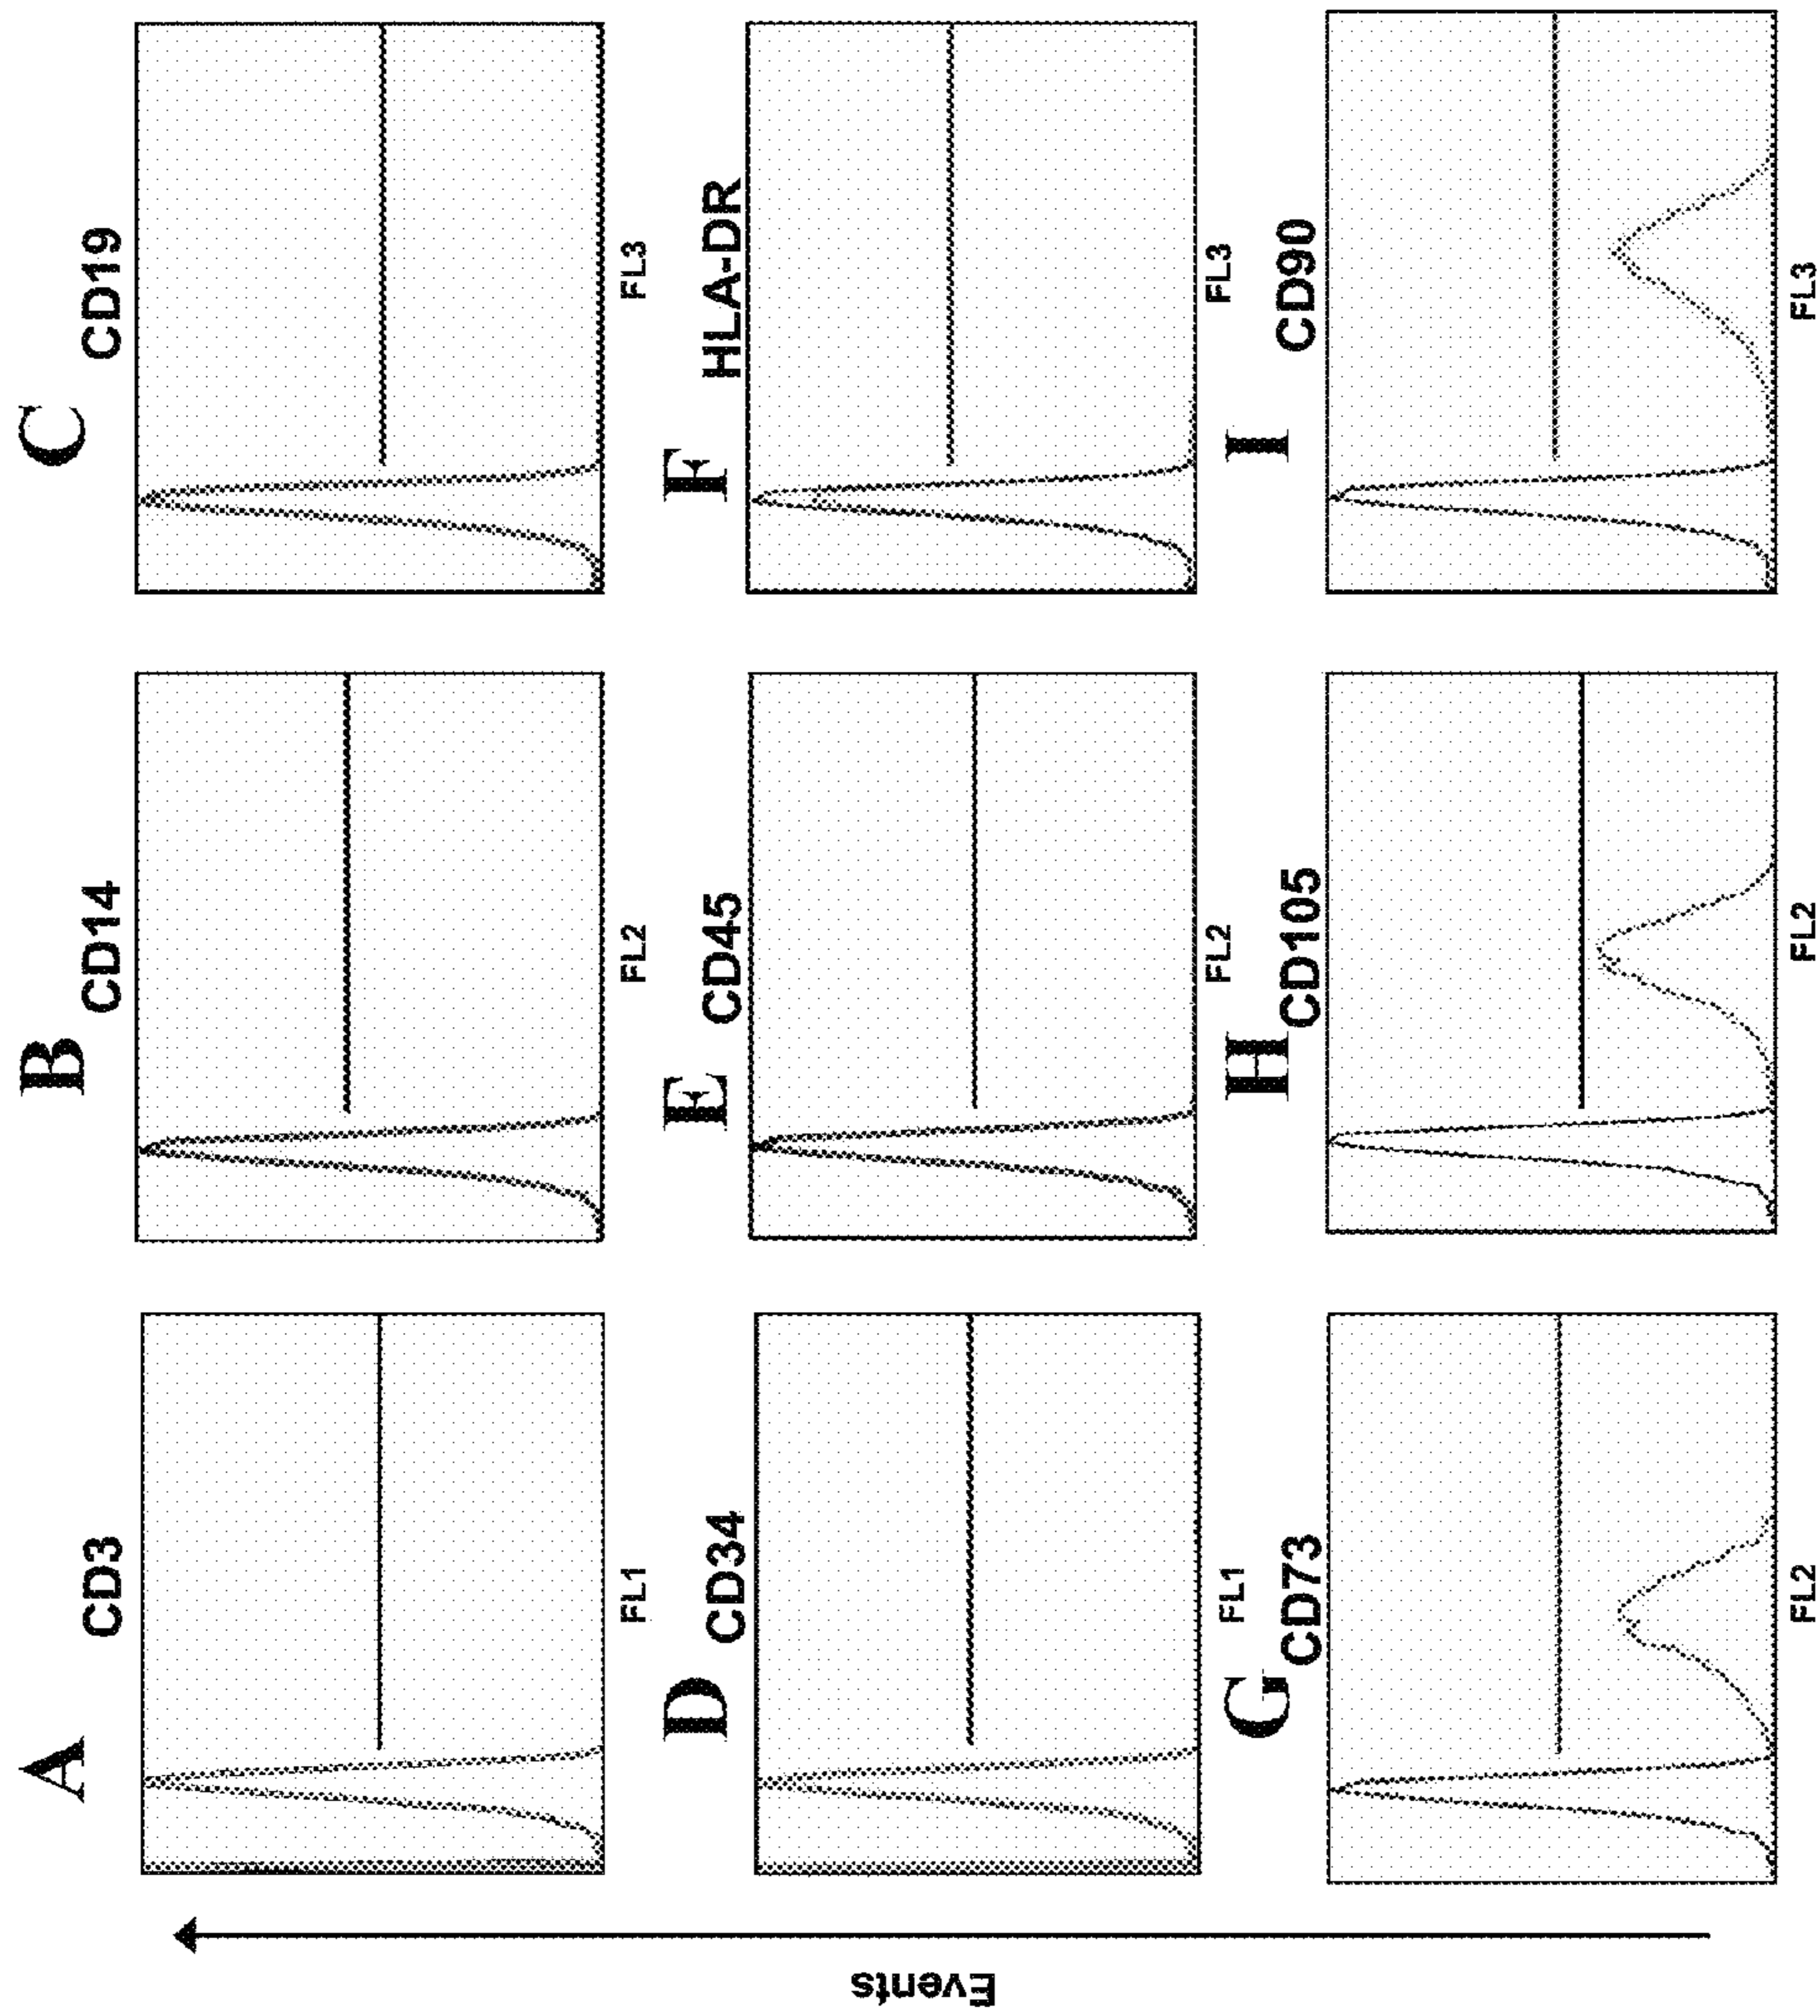 A
CD3
FL1
B
CD14
FL2
C
CD19
FL3
D
CD34
FL1
E
CD45
FL2
F
HLA-DR
FL3
G
CD73
FL2
H
CD105
FL2
I
CD90
FL3
Events